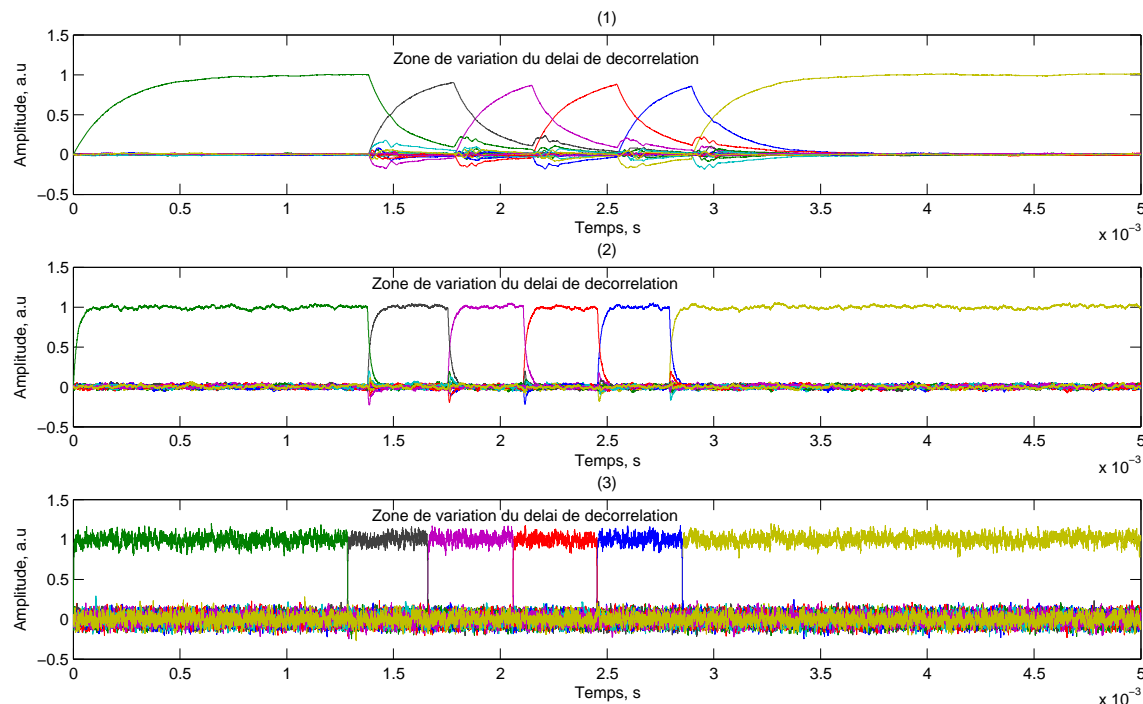 (1)
Zone de variation du delai de decorrelation
Amplitude, a.u
1.5
1
0.5
0
−0.5
0 0.5 1 1.5 2 2.5 3 3.5 4 4.5 5
Temps, s
x 10−3
(2)
Zone de variation du delai de decorrelation
Amplitude, a.u
1.5
1
0.5
0
−0.5
0 0.5 1 1.5 2 2.5 3 3.5 4 4.5 5
Temps, s
x 10−3
(3)
Zone de variation du delai de decorrelation
Amplitude, a.u
1.5
1
0.5
0
−0.5
0 0.5 1 1.5 2 2.5 3 3.5 4 4.5 5
Temps, s
x 10−3